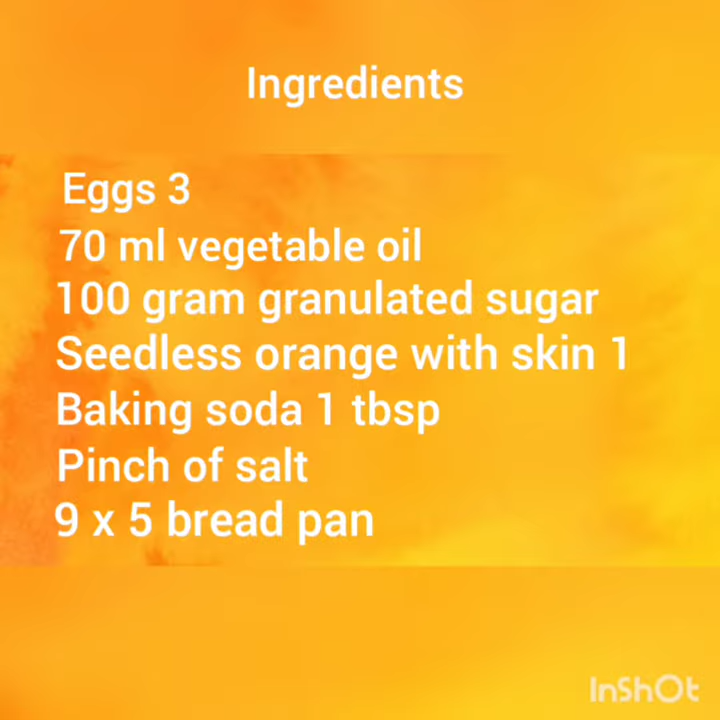 Ingredients
Eggs 3
70 ml vegetable oil
100 gram granulated sugar
Seedless orange with skin 1
Baking soda 1 tbsp
Pinch of salt
9 x 5 bread pan
InShOt